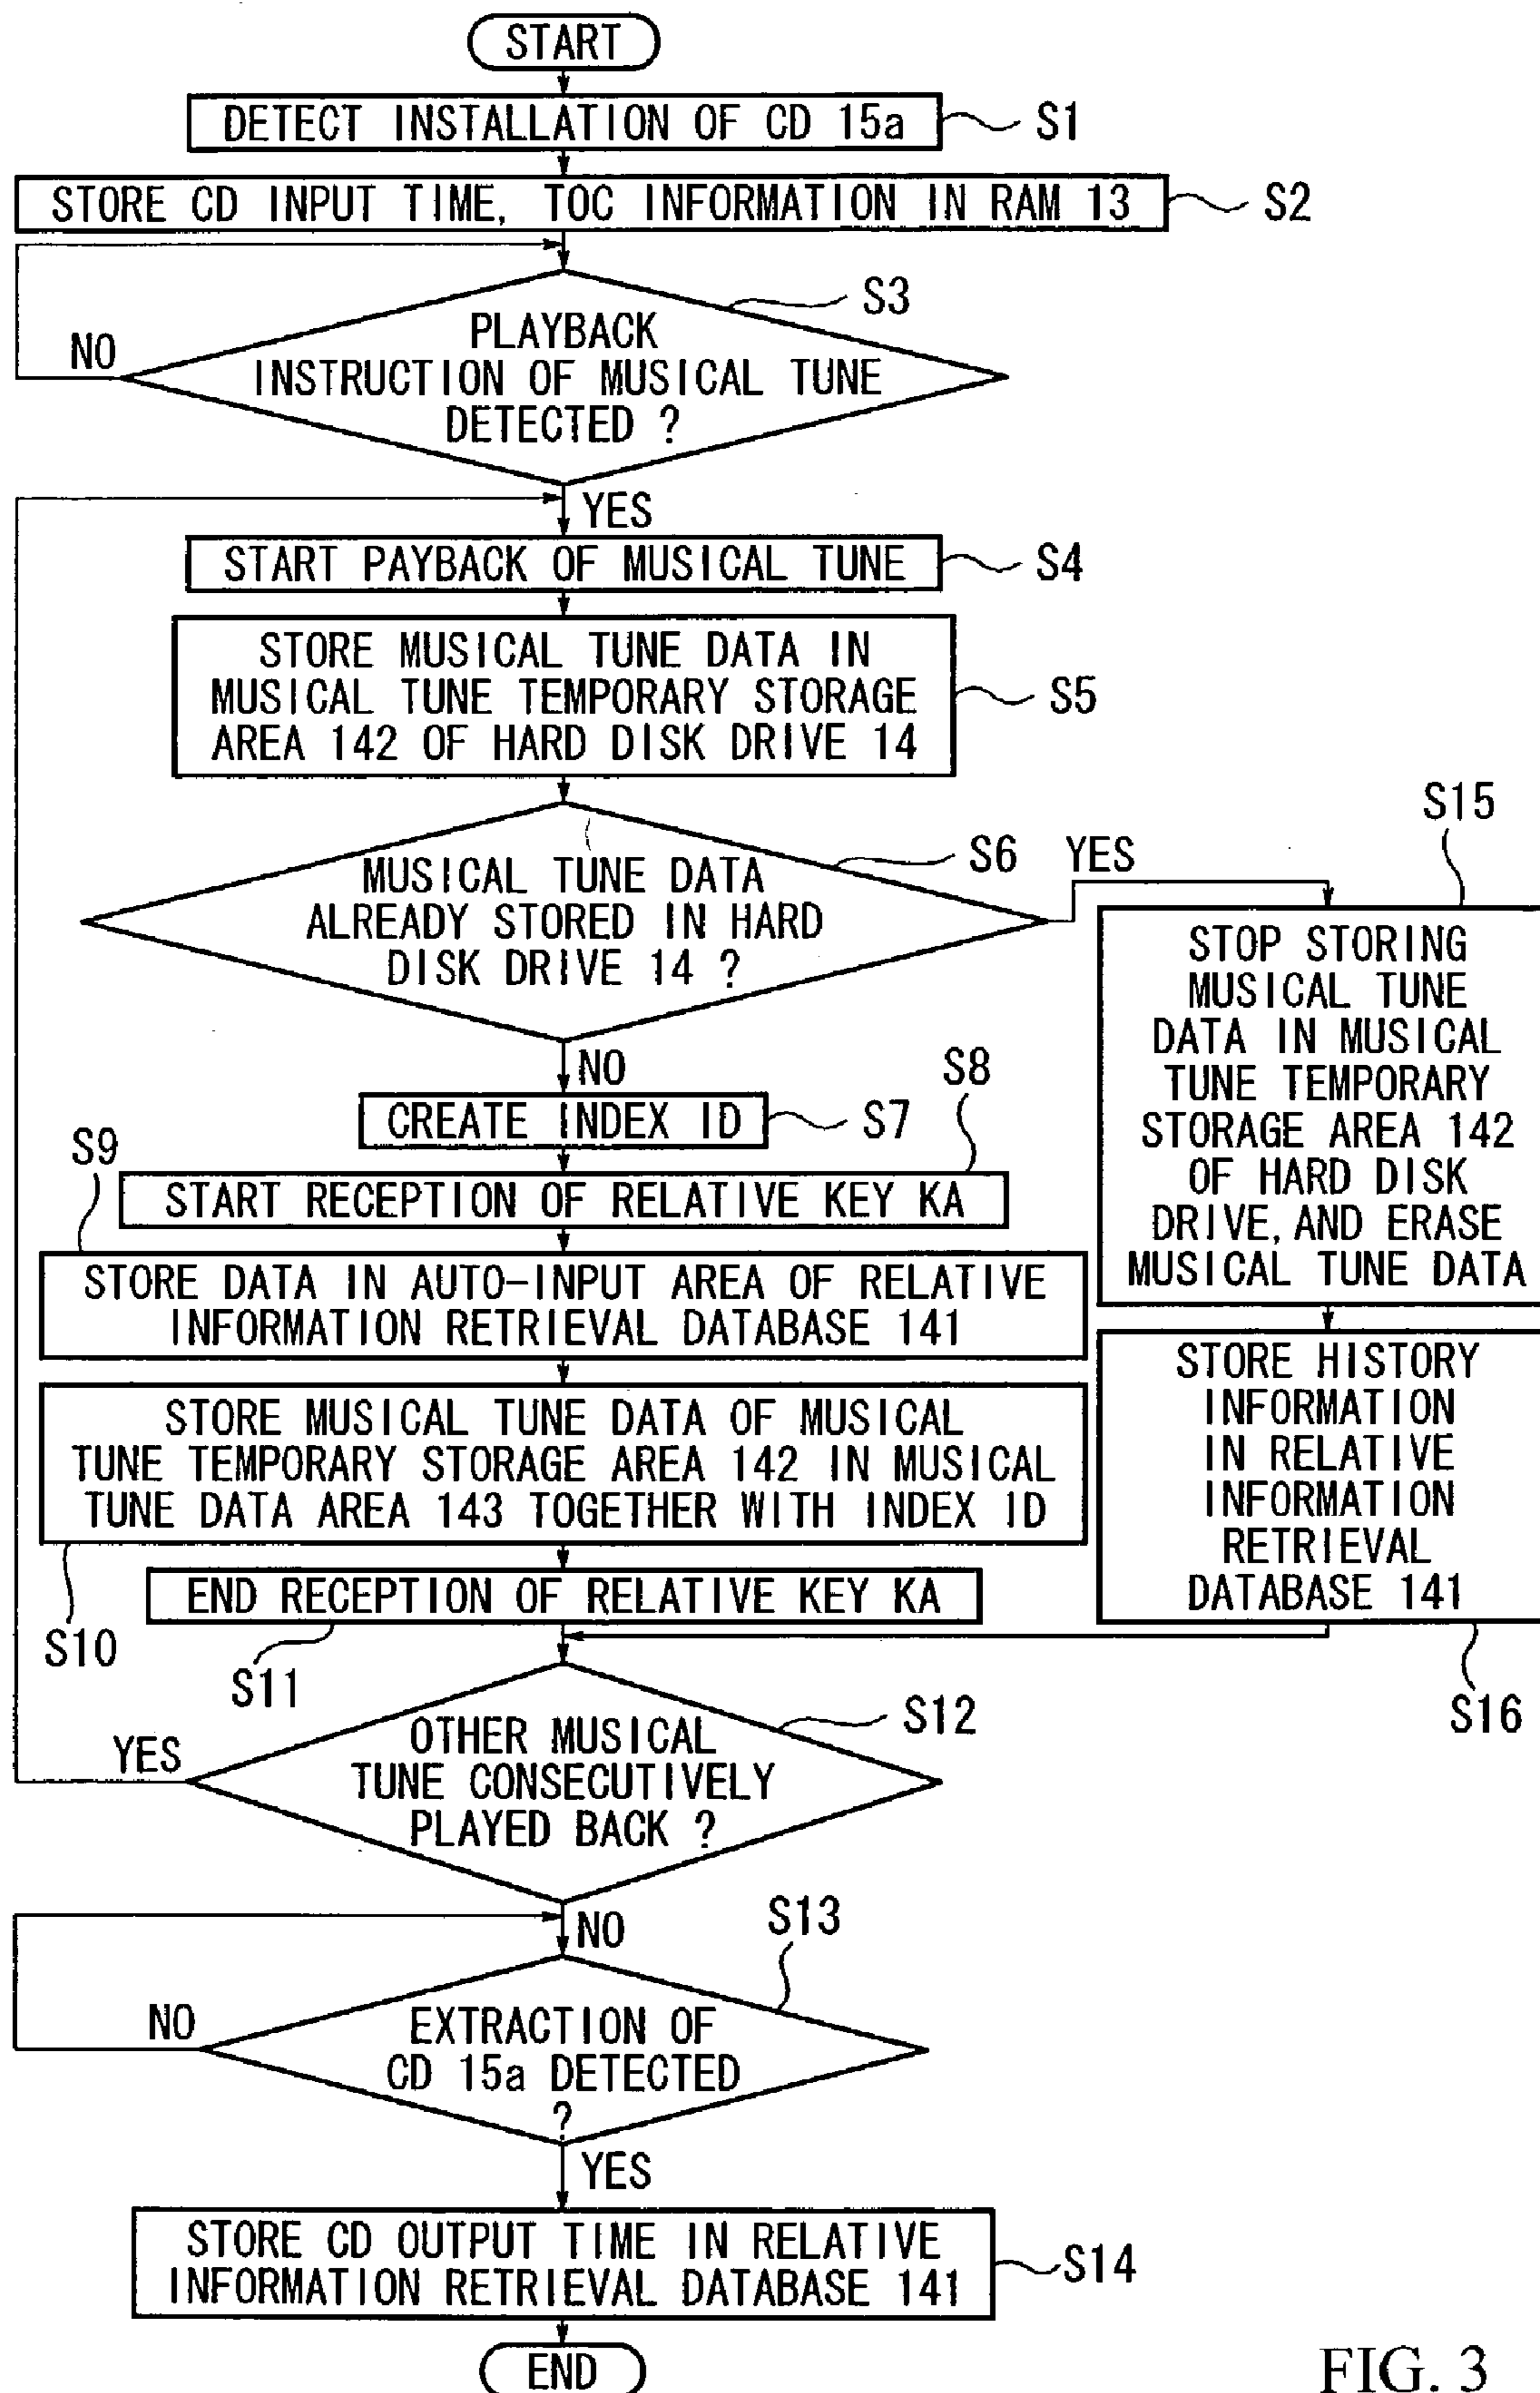 START
DETECT INSTALLATION OF CD 15a
S1
STORE CD INPUT TIME, TOC INFORMATION IN RAM 13
S2
S3
PLAYBACK
INSTRUCTION OF MUSICAL TUNE
DETECTED ?
NO
YES
START PAYBACK OF MUSICAL TUNE
S4
STORE MUSICAL TUNE DATA IN
MUSICAL TUNE TEMPORARY STORAGE
AREA 142 OF HARD DISK DRIVE 14
S5
S6
MUSICAL TUNE DATA
ALREADY STORED IN HARD
DISK DRIVE 14 ?
YES
NO
S15
STOP STORING
MUSICAL TUNE
DATA IN MUSICAL
TUNE TEMPORARY
STORAGE AREA 142
OF HARD DISK
DRIVE, AND ERASE
MUSICAL TUNE DATA
CREATE INDEX ID
S7
S8
START RECEPTION OF RELATIVE KEY KA
S9
STORE DATA IN AUTO-INPUT AREA OF RELATIVE
INFORMATION RETRIEVAL DATABASE 141
STORE MUSICAL TUNE DATA OF MUSICAL
TUNE TEMPORARY STORAGE AREA 142 IN MUSICAL
TUNE DATA AREA 143 TOGETHER WITH INDEX ID
S10
END RECEPTION OF RELATIVE KEY KA
S11
STORE HISTORY
INFORMATION
IN RELATIVE
INFORMATION
RETRIEVAL
DATABASE 141
S16
S12
OTHER MUSICAL
TUNE CONSECUTIVELY
PLAYED BACK ?
YES
NO
S13
EXTRACTION OF
CD 15a DETECTED
?
NO
YES
STORE CD OUTPUT TIME IN RELATIVE
INFORMATION RETRIEVAL DATABASE 141
S14
END
FIG. 3